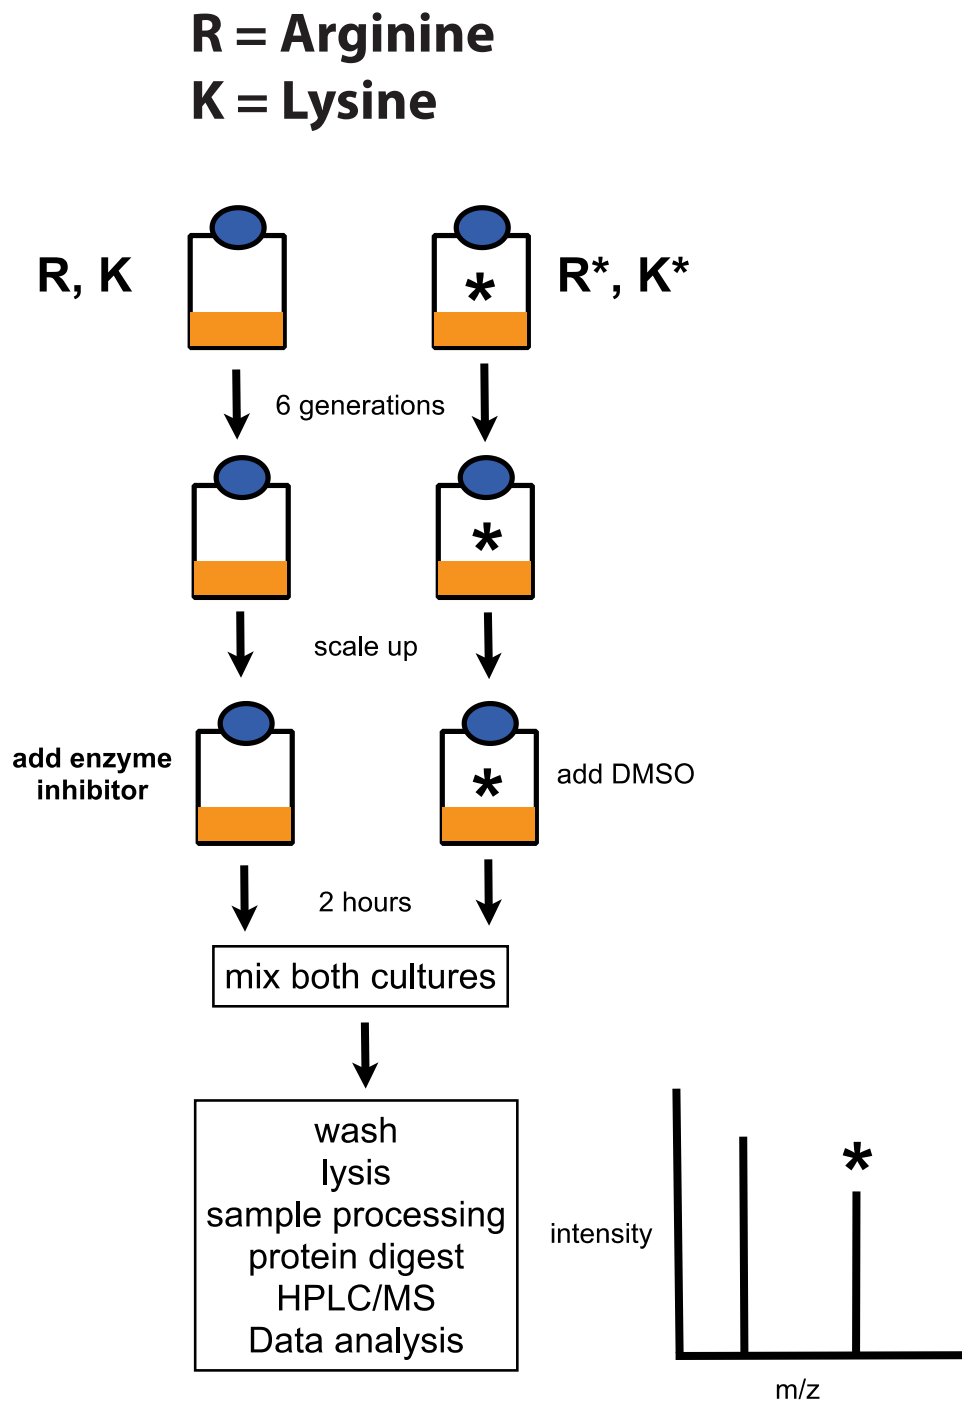 R = Arginine
K = Lysine
R, K
*
R*, K*
6 generations
*
scale up
add enzyme
inhibitor
*
add DMSO
2 hours
mix both cultures
wash
lysis
sample processing
protein digest
HPLC/MS
Data analysis
intensity
*
m/z